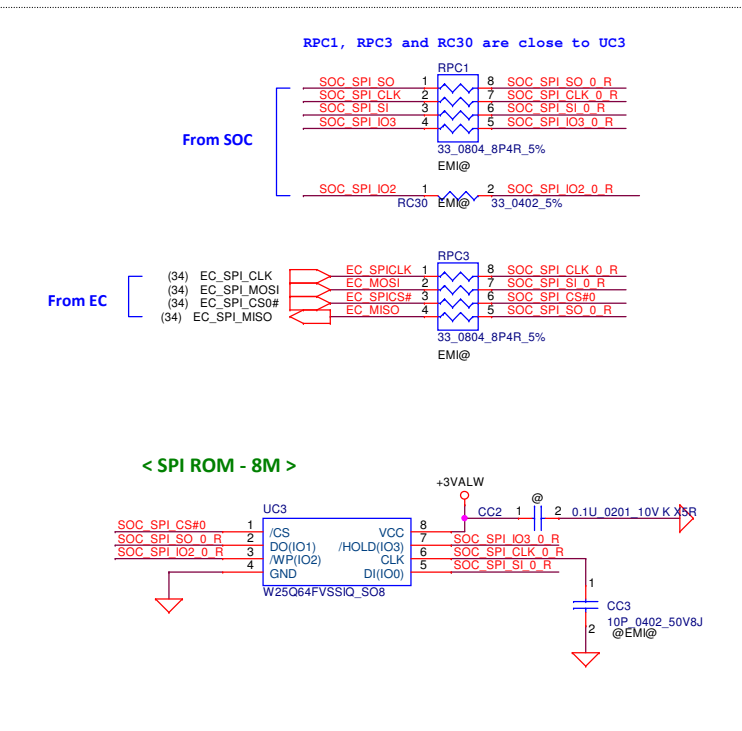 RPC1, RPC3 and RC30 are close to UC3
RPC1
SOC_SPI_SO 1 8 SOC_SPI_SO_0_R
SOC_SPI_CLK 2 7 SOC_SPI_CLK_0_R
SOC_SPI_SI 3 6 SOC_SPI_SI_0_R
SOC_SPI_IO3 4 5 SOC_SPI_IO3_0_R
From SOC
33_0804_8P4R_5%
EMI@
SOC_SPI_IO2 1 2 SOC_SPI_IO2_0_R
RC30 EMI@ 33_0402_5%
RPC3
(34) EC_SPI_CLK EC_SPICLK 1 8 SOC_SPI_CLK_0_R
(34) EC_SPI_MOSI EC_MOSI 2 7 SOC_SPI_SI_0_R
From EC
(34) EC_SPI_CS0# EC_SPICS# 3 6 SOC_SPI_CS#0
(34) EC_SPI_MISO EC_MISO 4 5 SOC_SPI_SO_0_R
33_0804_8P4R_5%
EMI@
< SPI ROM - 8M >
+3VALW
@
CC2 1 2 0.1U_0201_10V K X5R
UC3
SOC_SPI_CS#0 1 /CS VCC 8
SOC_SPI_SO_0_R 2 DO(IO1) /HOLD(IO3) 7 SOC_SPI_IO3_0_R
SOC_SPI_IO2_0_R 3 /WP(IO2) CLK 6 SOC_SPI_CLK_0_R
4 GND DI(IO0) 5 SOC_SPI_SI_0_R
W25Q64FVSSIQ_SO8
1
CC3
10P_0402_50V8J
2 @EMI@